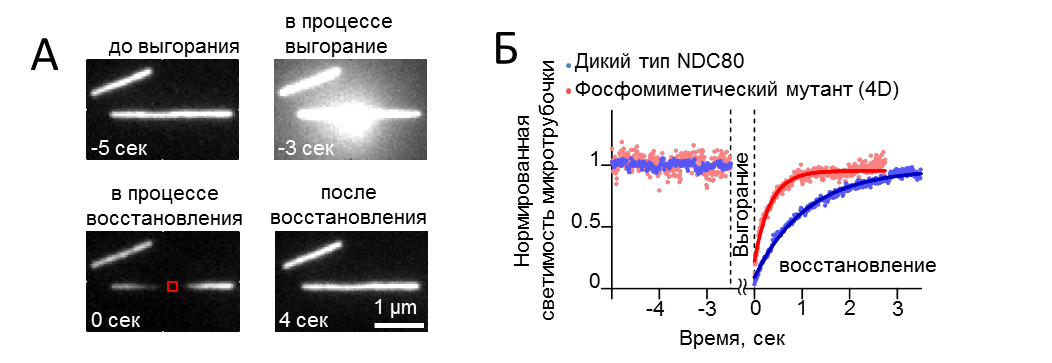 А
до выгорания
в процессе
выгорание
-5 сек
-3 сек
в процессе
восстановления
после
восстановления
0 сек
4 сек
1 μm
Б
Дикий тип NDC80
Фосфомиметический мутант (4D)
Нормированная
светимость микротрубочки
1
0.5
0
Выгорание
восстановление
-4
-3
0
1
2
3
Время, сек